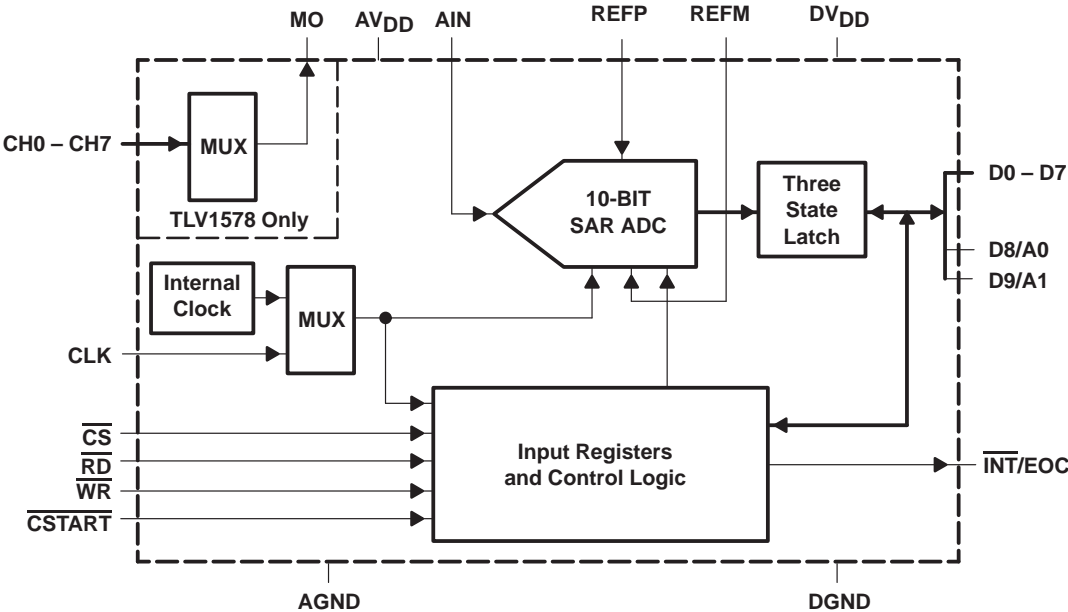 MO
AVDD
AIN
REFP
REFM
DVDD
CH0 – CH7
MUX
TLV1578 Only
10-BIT
SAR ADC
Three
State
Latch
D0 – D7
D8/A0
D9/A1
Internal
Clock
MUX
CLK
CS
RD
WR
CSTART
Input Registers
and Control Logic
INT/EOC
AGND
DGND